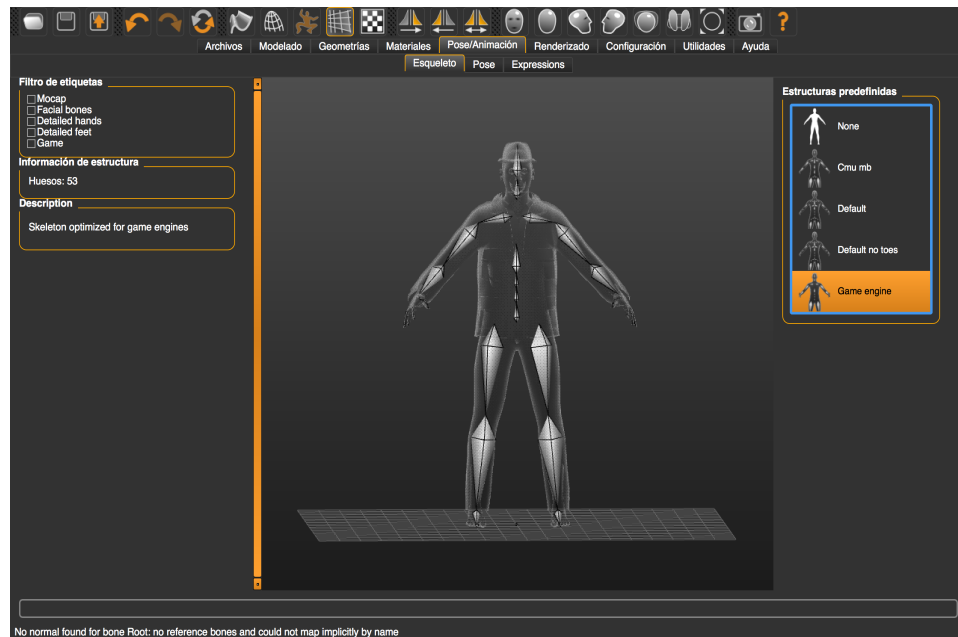 Archivos Modelado Geometrías Materiales Pose/Animación Renderizado Configuración Utilidades Ayuda
Esqueleto Pose Expressions
Filtro de etiquetas
Mocap
Facial bones
Detailed hands
Detailed feet
Game
Información de estructura
Huesos: 53
Description
Skeleton optimized for game engines
Estructuras predefinidas
None
Cmu mb
Default
Default no toes
Game engine
No normal found for bone Root: no reference bones and could not map implicitly by name